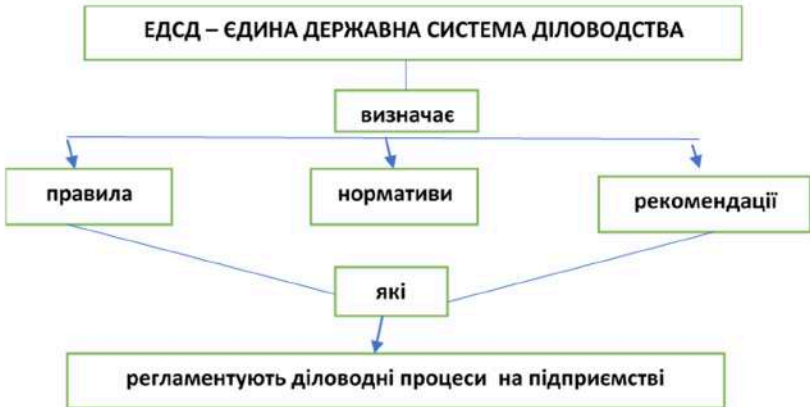 ЕДСД – ЄДИНА ДЕРЖАВНА СИСТЕМА ДІЛОВОДСТВА
визначає
правила
нормативи
рекомендації
які
регламентують діловодні процеси на підприємстві